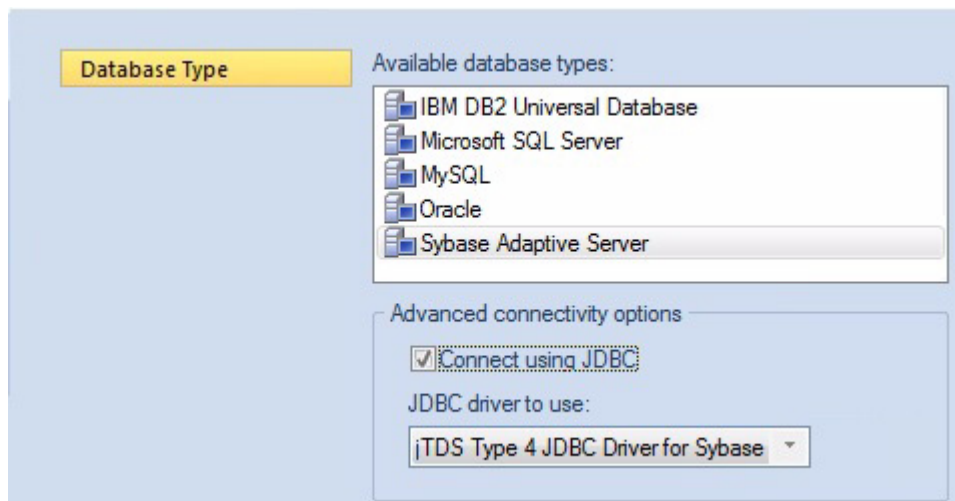 Database Type
Available database types:
IBM DB2 Universal Database
Microsoft SQL Server
MySQL
Oracle
Sybase Adaptive Server
Advanced connectivity options
Connect using JDBC
JDBC driver to use:
jTDS Type 4 JDBC Driver for Sybase